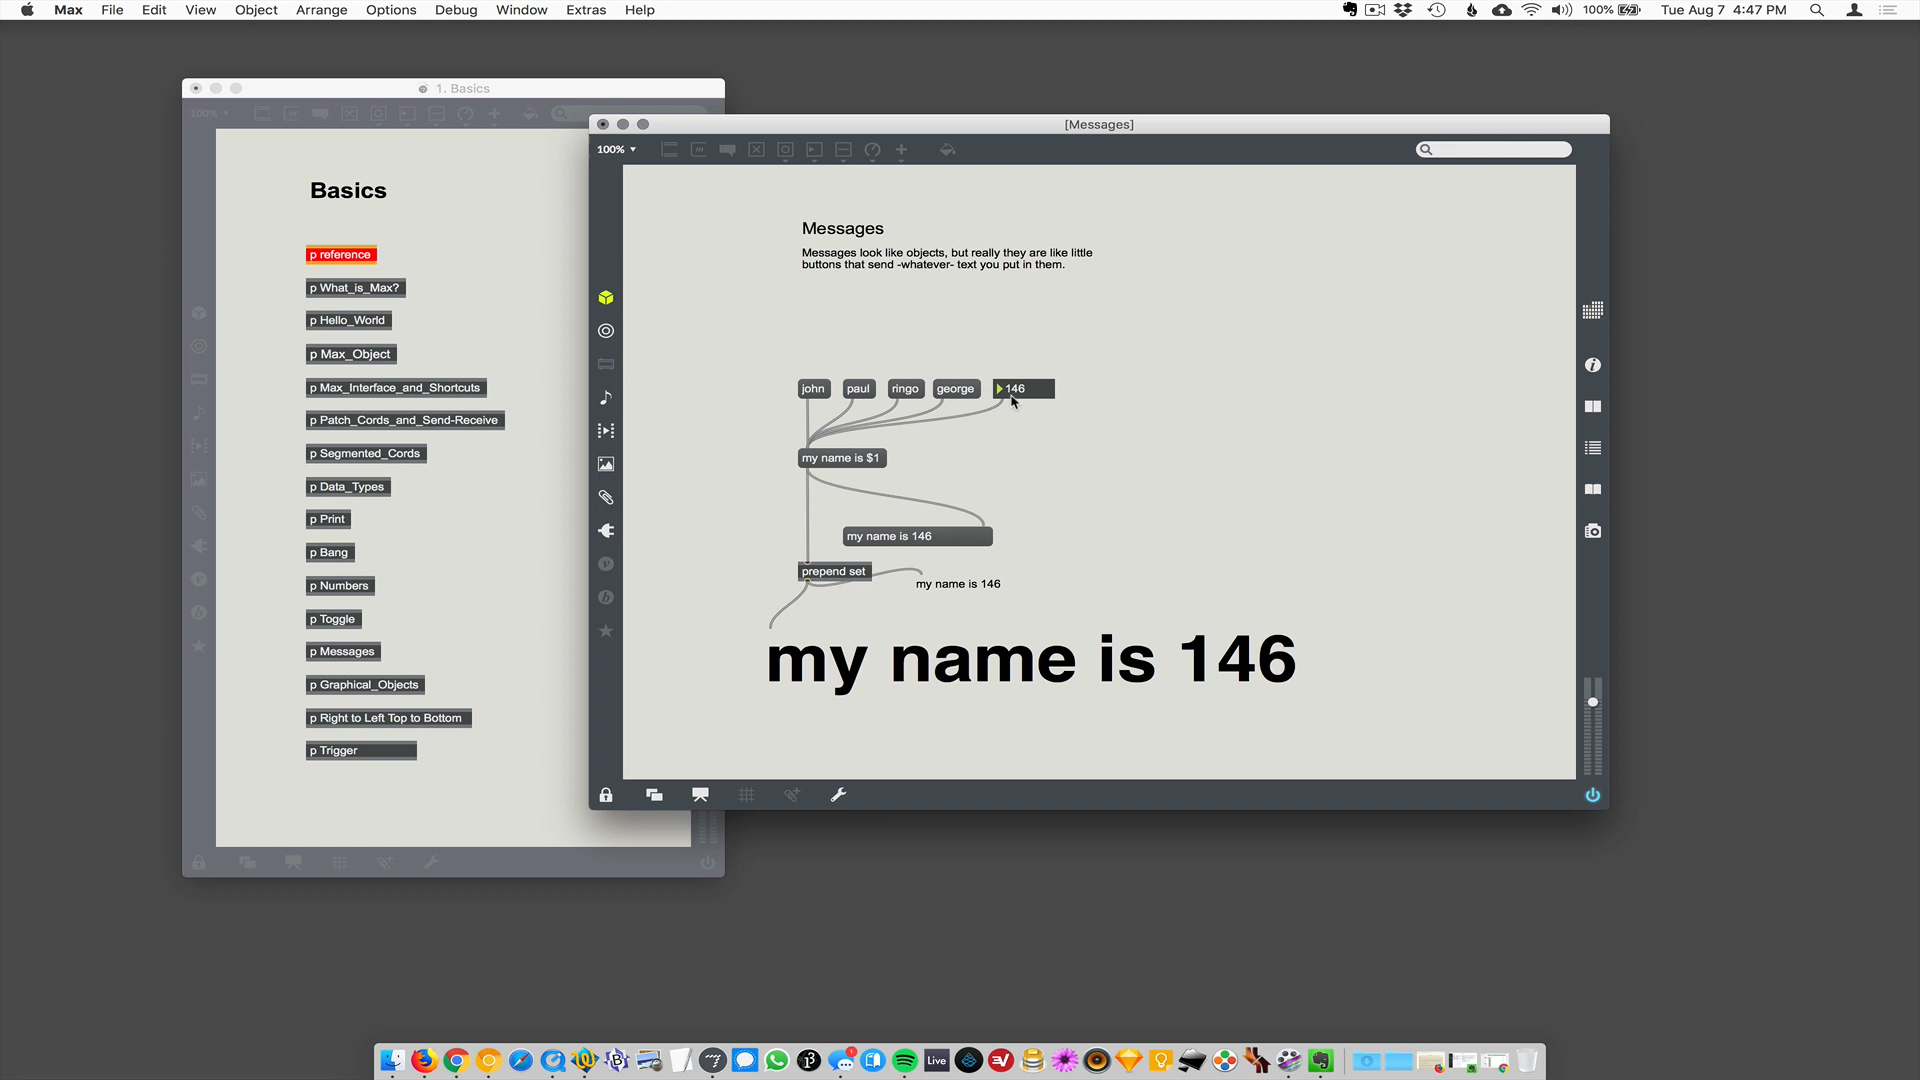 Max File Edit View Object Arrange Options Debug Window Extras Help
100% Tue Aug 7 4:47 PM
1. Basics
100%
Basics
p reference
p What_is_Max?
p Hello_World
p Max_Object
p Max_Interface_and_Shortcuts
p Patch_Cords_and_Send-Receive
p Segmented_Cords
p Data_Types
p Print
p Bang
p Numbers
p Toggle
p Messages
p Graphical_Objects
p Right to Left Top to Bottom
p Trigger
[Messages]
100%
Messages
Messages look like objects, but really they are like little
buttons that send -whatever- text you put in them.
john paul ringo george 146
my name is $1
my name is 146
prepend set
my name is 146
my name is 146
Live